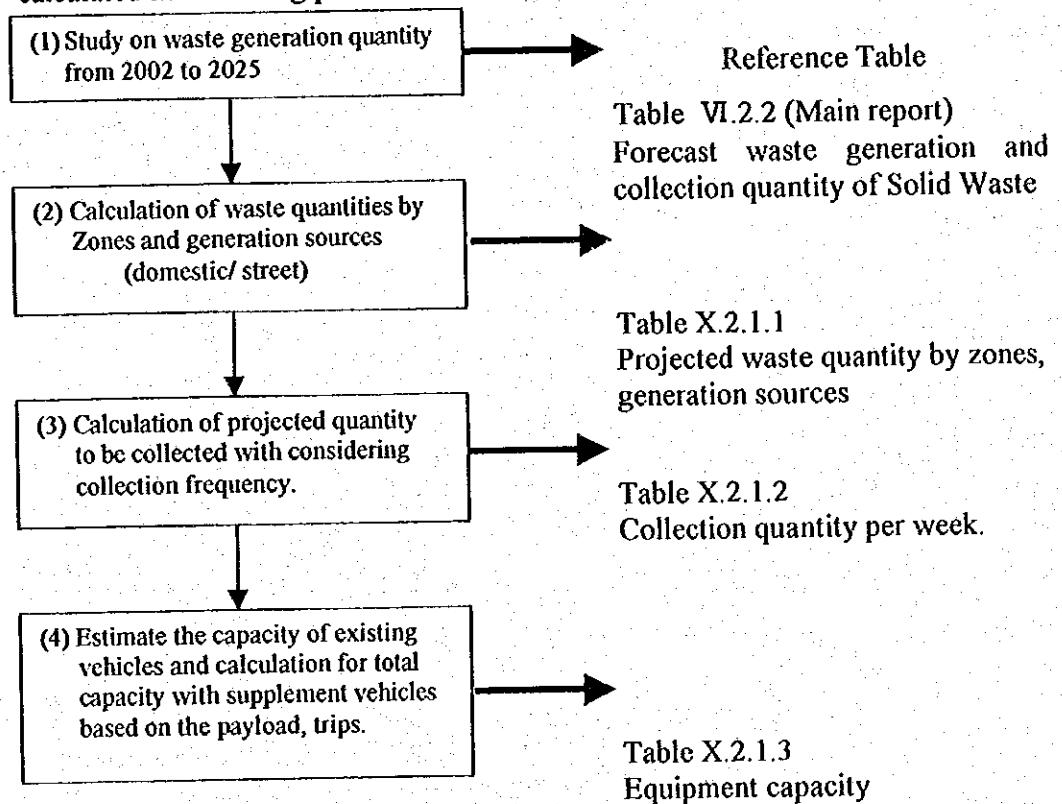 (1) Study on waste generation quantity
from 2002 to 2025
Reference Table
Table VI.2.2 (Main report)
Forecast waste generation and
collection quantity of Solid Waste
(2) Calculation of waste quantities by
Zones and generation sources
(domestic/ street)
Table X.2.1.1
Projected waste quantity by zones,
generation sources
(3) Calculation of projected quantity
to be collected with considering
collection frequency.
Table X.2.1.2
Collection quantity per week.
(4) Estimate the capacity of existing
vehicles and calculation for total
capacity with supplement vehicles
based on the payload, trips.
Table X.2.1.3
Equipment capacity